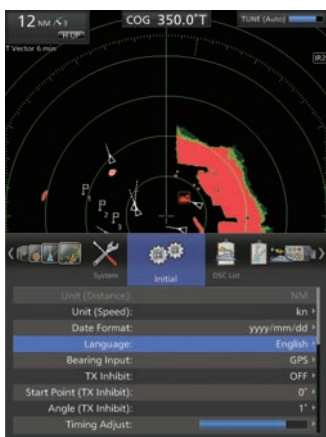 12 NM 3
COG 350.0°T
TUNE (Auto)
H-UP
T Vector 6 min
IR2
1
2
3
System
Initial
DSC List
Unit (Distance): NM
Unit (Speed): kn
Date Format: yyyy/mm/dd
Language: English
Bearing Input: GPS
TX Inhibit: OFF
Start Point (TX Inhibit): 0°
Angle (TX Inhibit): 1°
Timing Adjust: